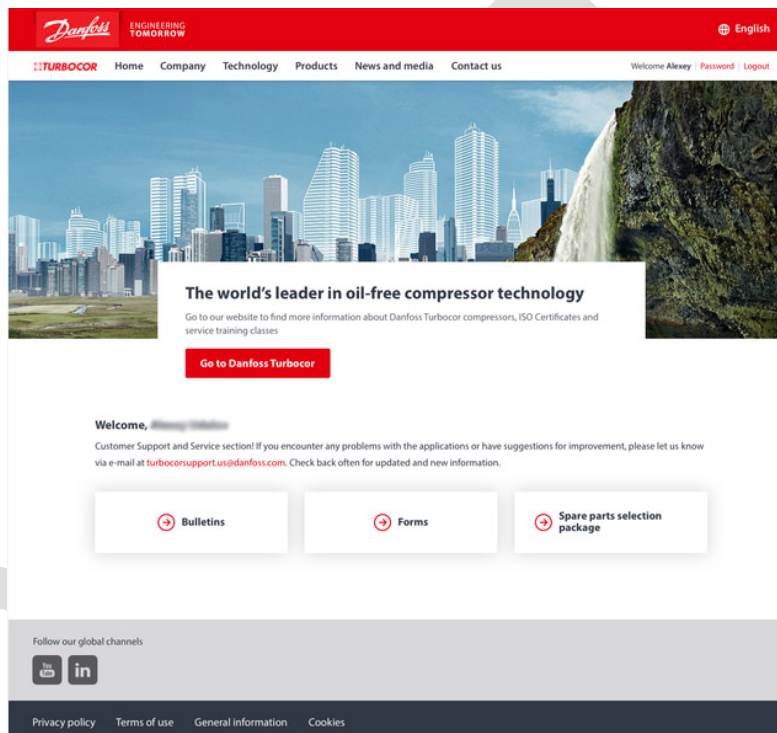 Danfoss
ENGINEERING
TOMORROW
English
TURBOCOR Home Company Technology Products News and media Contact us Welcome Alexey | Password | Logout
The world's leader in oil-free compressor technology
Go to our website to find more information about Danfoss Turbocor compressors, ISO Certificates and
service training classes
Go to Danfoss Turbocor
Welcome,
Customer Support and Service section! If you encounter any problems with the applications or have suggestions for improvement, please let us know
via e-mail at turbocorsupport.us@danfoss.com. Check back often for updated and new information.
Bulletins
Forms
Spare parts selection
package
Follow our global channels
You
Tube
in
Privacy policy Terms of use General information Cookies